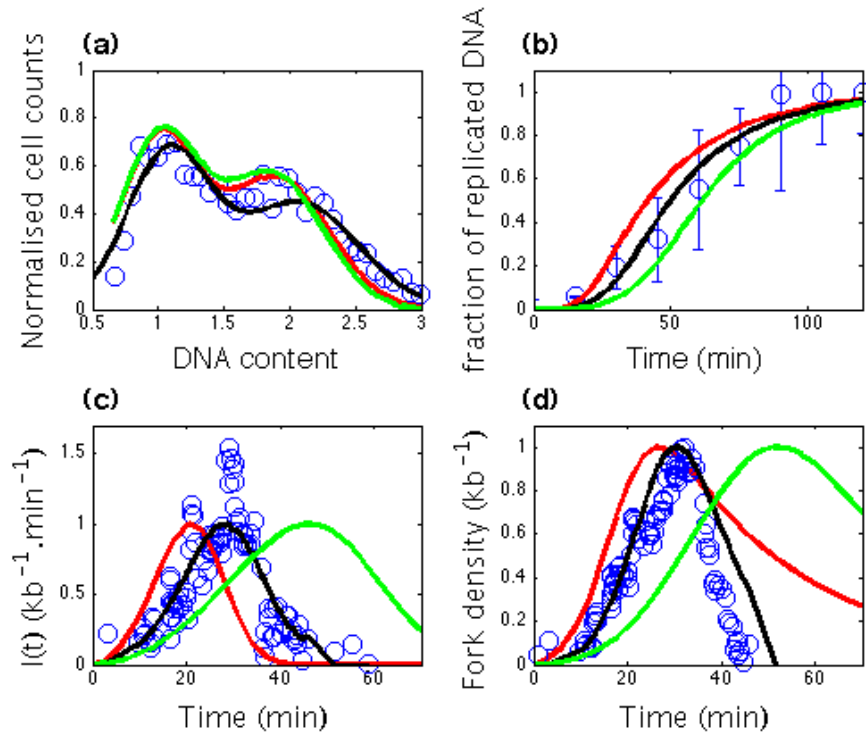 (a)
Normalised cell counts
1
0.8
0.6
0.4
0.2
0
0.5 1 1.5 2 2.5 3
DNA content
(b)
fraction of replicated DNA
1
0.8
0.6
0.4
0.2
0
0 50 100
Time (min)
(c)
I(t) (kb⁻¹.min⁻¹)
1.5
1
0.5
0
0 20 40 60
Time (min)
(d)
Fork density (kb⁻¹)
1
0.8
0.6
0.4
0.2
0
0 20 40 60
Time (min)